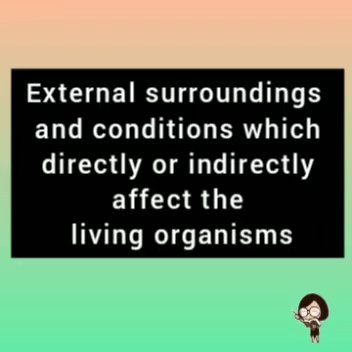 External surroundings
and conditions which
directly or indirectly
affect the
living organisms